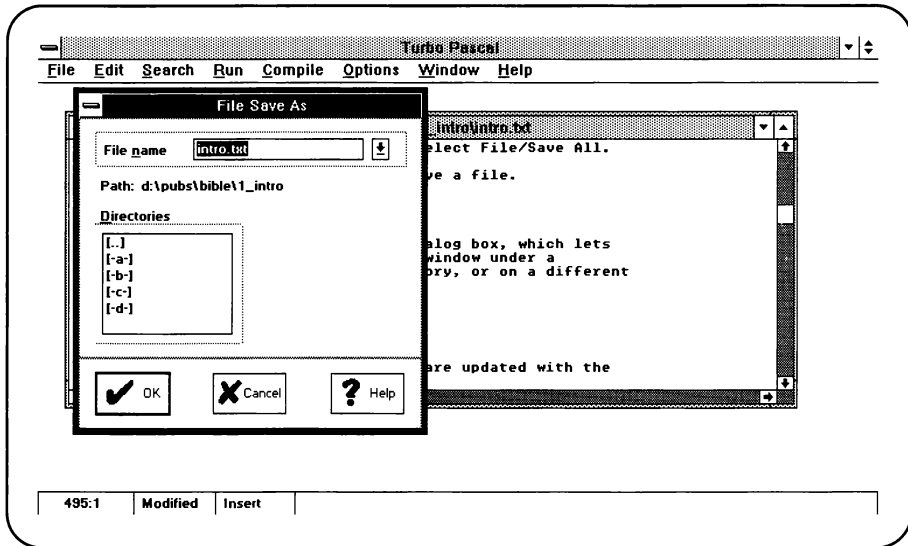 Turbo Pascal
File Edit Search Run Compile Options Window Help
File Save As
_intro\intro.txt
File name intro.txt
Path: d:\pubs\bible\1_intro
Directories
[..]
[-a-]
[-b-]
[-c-]
[-d-]
OK Cancel Help
elect File/Save All.
ve a file.
alog box, which lets
window under a
ory, or on a different
are updated with the
495:1 Modified Insert